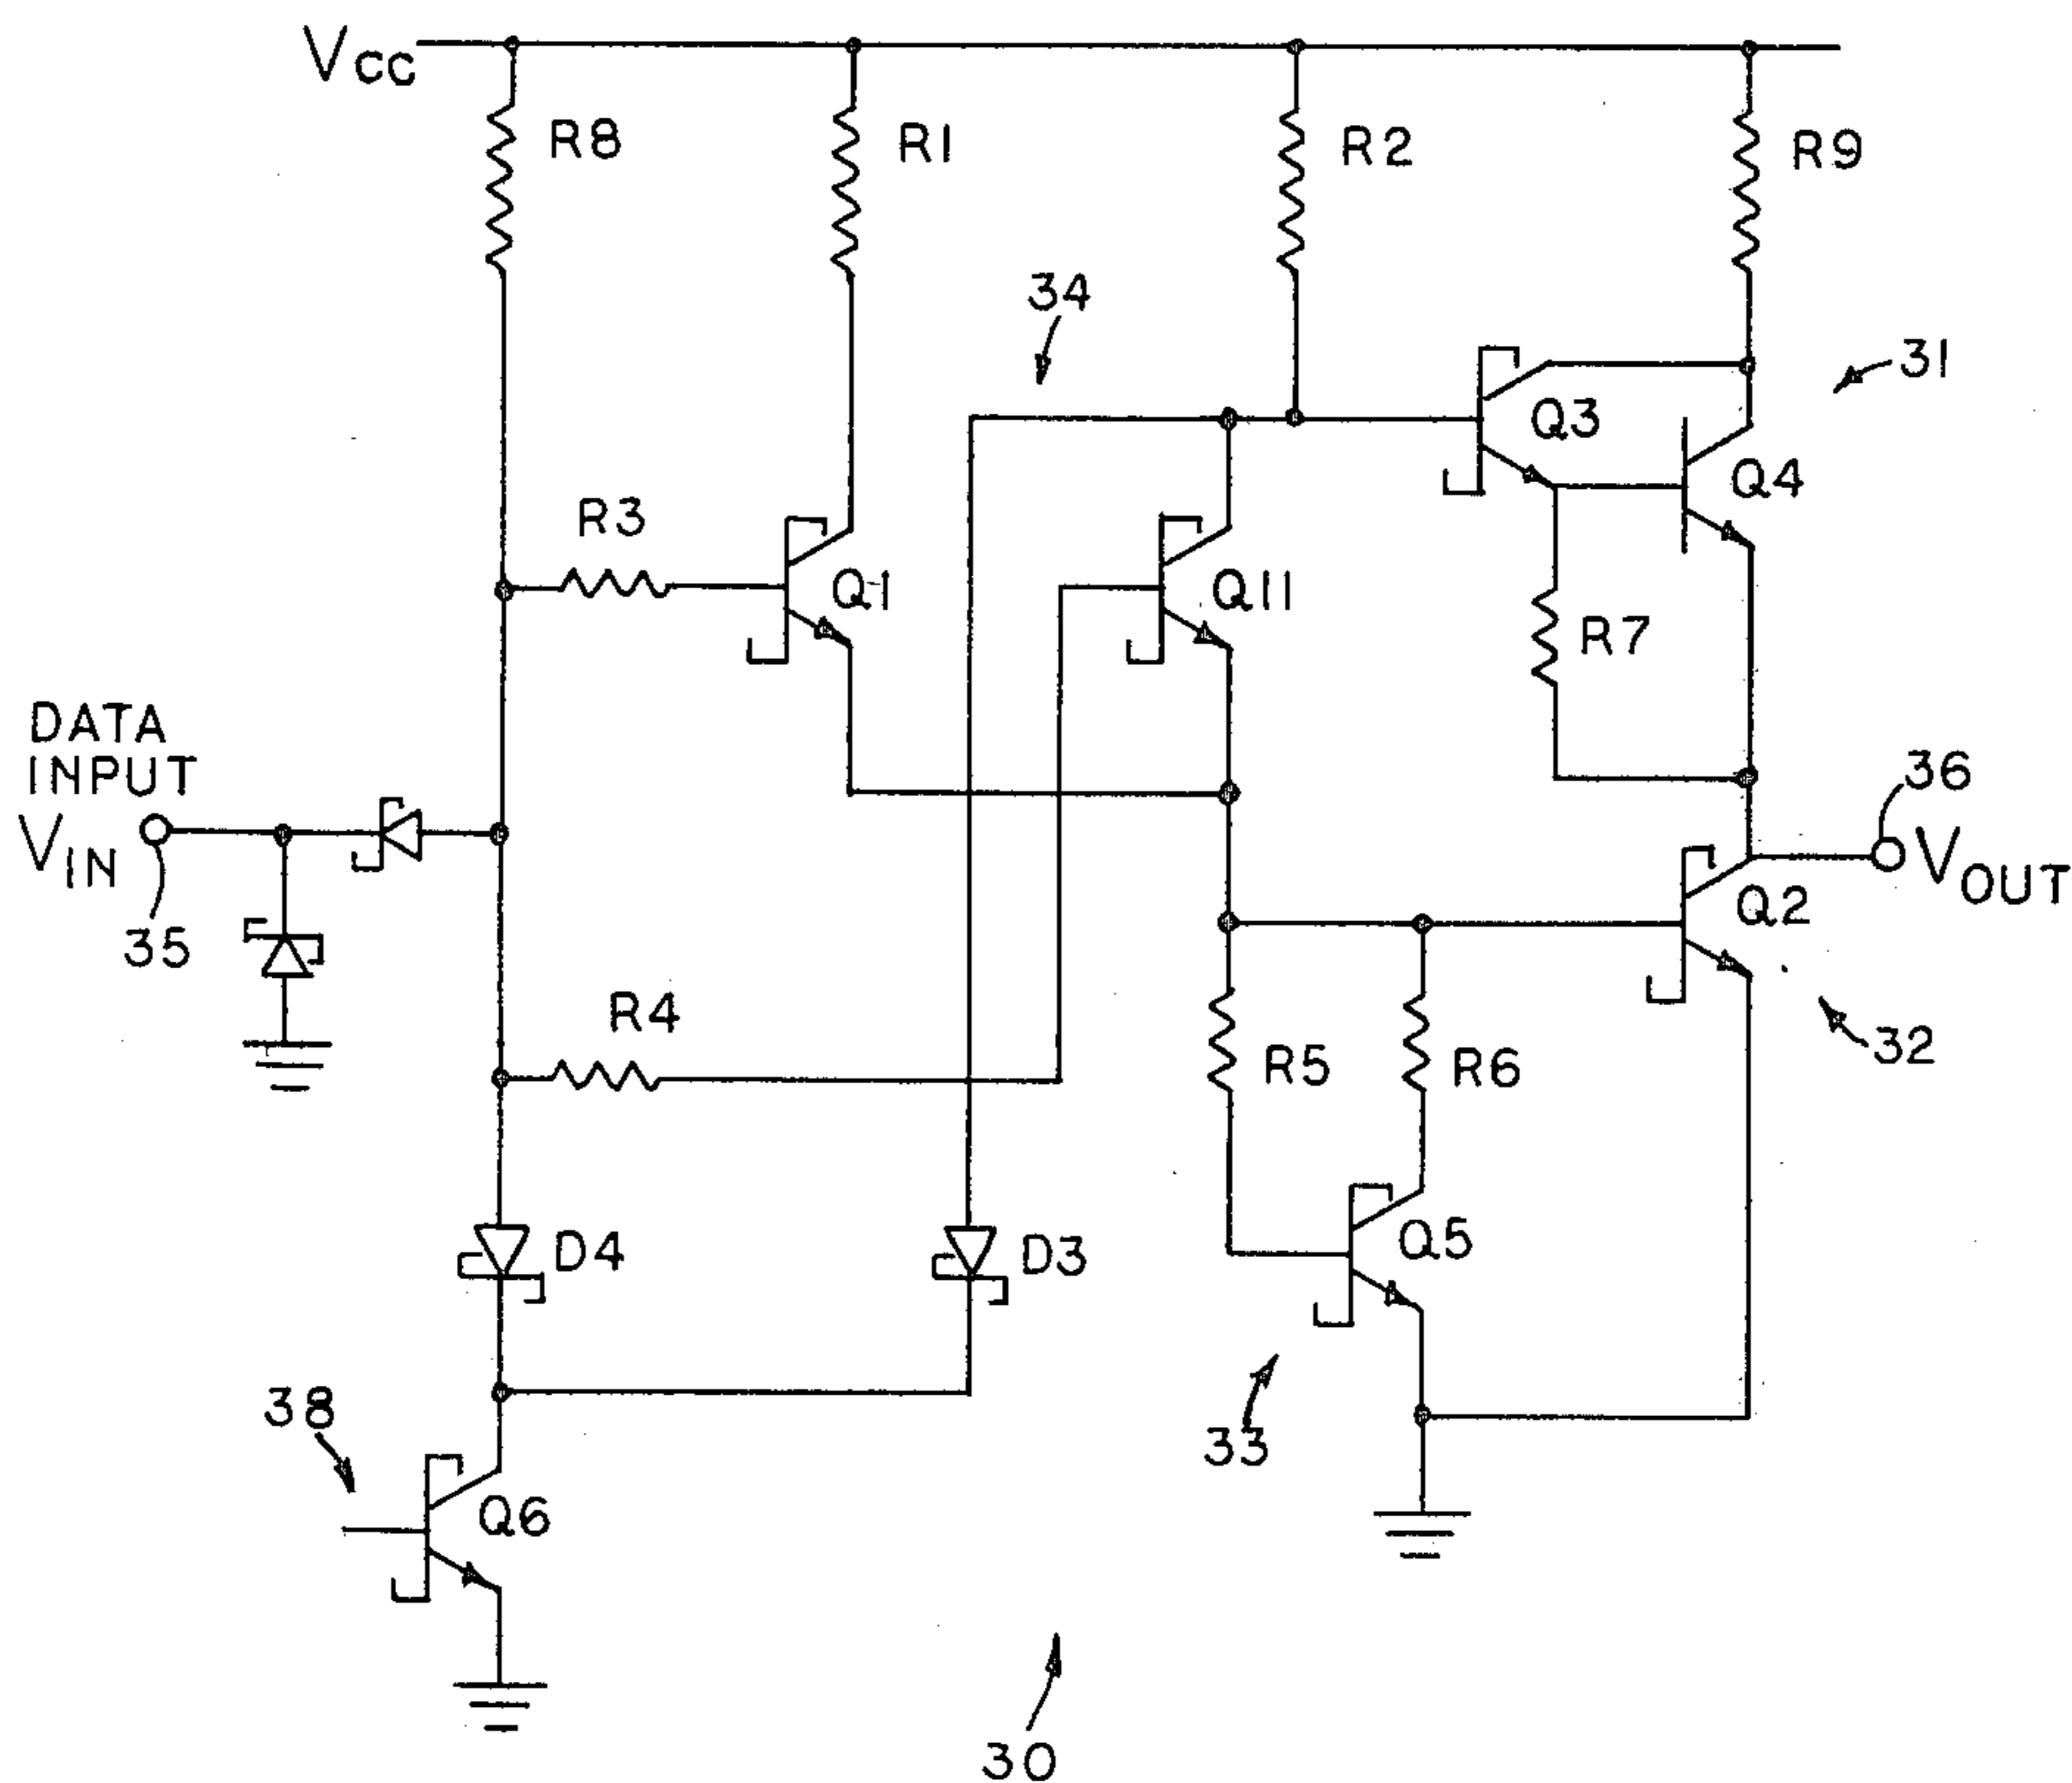 VCC
R8
R1
R2
R9
34
31
Q3
Q4
R3
Q1
Q11
R7
DATA
INPUT
VIN
36
VOUT
Q2
35
R4
R5
R6
32
D4
D3
Q5
38
33
Q6
30